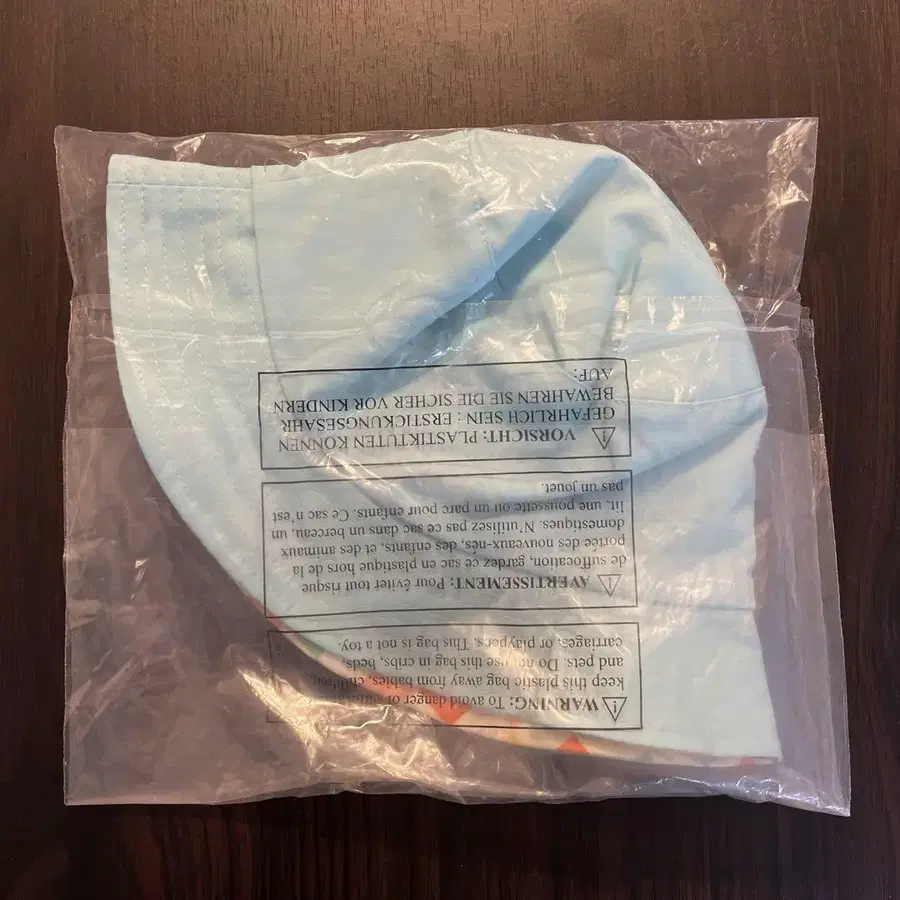 WARNING: To avoid danger of
keep this plastic bag away from babies, children,
and pets. Do not use this bag in cribs, beds,
carriages, or playpens. This bag is not a toy.
AVERTISSEMENT: Pour éviter tout risque
de suffocation, gardez ce sac en plastique hors de la
portée des nouveaux-nés, des enfants, et des animaux
domestiques. N'utilisez pas ce sac dans un berceau, un
lit. une poussette ou un parc pour enfants. Ce sac n'est
pas un jouet.
VORSICHT: PLASTIKTUTEN KONNEN
GEFAHRLICH SEIN : ERSTICKUNGSESAHR
BEWAHREN SIE DIE SICHER VOR KINDERN
AUF: